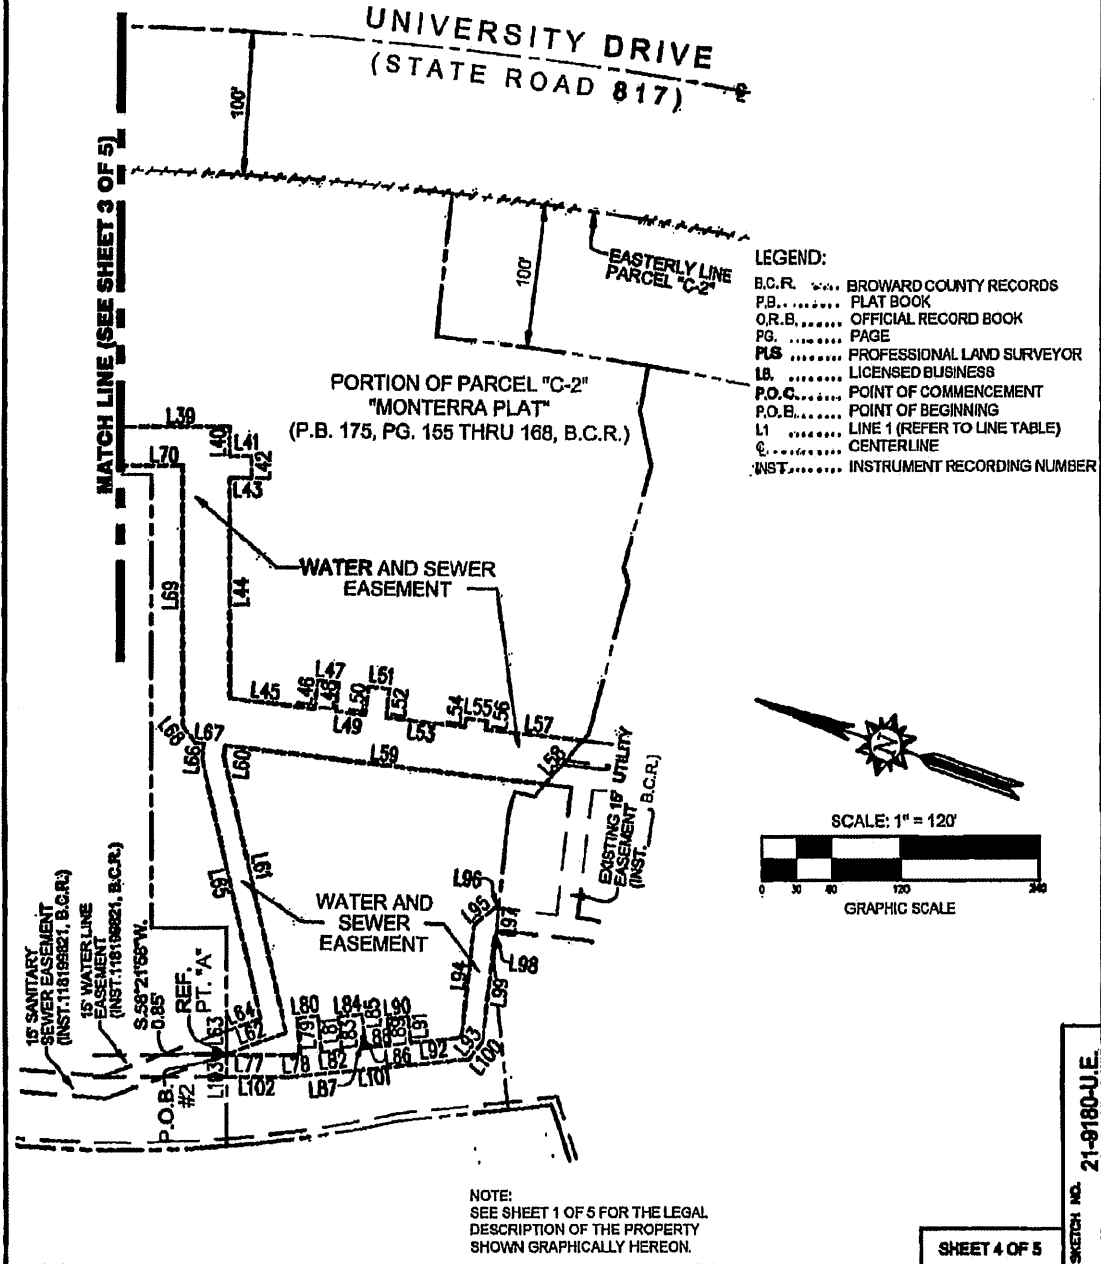 UNIVERSITY DRIVE
(STATE ROAD 817)
100'
MATCH LINE (SEE SHEET 3 OF 5)
100'
EASTERLY LINE
PARCEL "C-2"
LEGEND:
B.C.R. .... BROWARD COUNTY RECORDS
P.B. ........ PLAT BOOK
O.R.B. ....... OFFICIAL RECORD BOOK
PG. ........ PAGE
PLS ....... PROFESSIONAL LAND SURVEYOR
LB. ....... LICENSED BUSINESS
P.O.C. ...... POINT OF COMMENCEMENT
P.O.B. ...... POINT OF BEGINNING
L1 ....... LINE 1 (REFER TO LINE TABLE)
℄ ........ CENTERLINE
INST. ....... INSTRUMENT RECORDING NUMBER
PORTION OF PARCEL "C-2"
"MONTERRA PLAT"
(P.B. 175, PG. 155 THRU 168, B.C.R.)
L39
L40
L41
L42
L43
L70
WATER AND SEWER
EASEMENT
L69
L44
L45
L46
L47
L48
L49
L50
L51
L52
L53
L54
L55
L56
L57
L58
L59
L60
L68
L67
L66
EXISTING 15' UTILITY
EASEMENT
(INST. ____ B.C.R.)
N
SCALE: 1" = 120'
0 30 60 120 240
GRAPHIC SCALE
L65
L61
WATER AND
SEWER
EASEMENT
L96
L95
L97
L98
L94
L99
15' SANITARY
SEWER EASEMENT
(INST.118199821, B.C.R.)
15' WATER LINE
EASEMENT
(INST.118199821, B.C.R.)
S.58°21'58"W.
0.85'
REF.
PT. "A"
L63
L64
L62
L80
L79
L81
L84
L83
L85
L88
L90
L89
L91
L92
L93
L100
L103
L77
L78
L82
L86
L102
L87
L101
P.O.B.
#2
NOTE:
SEE SHEET 1 OF 5 FOR THE LEGAL
DESCRIPTION OF THE PROPERTY
SHOWN GRAPHICALLY HEREON.
SHEET 4 OF 5
SKETCH NO. 21-9180-U.E.